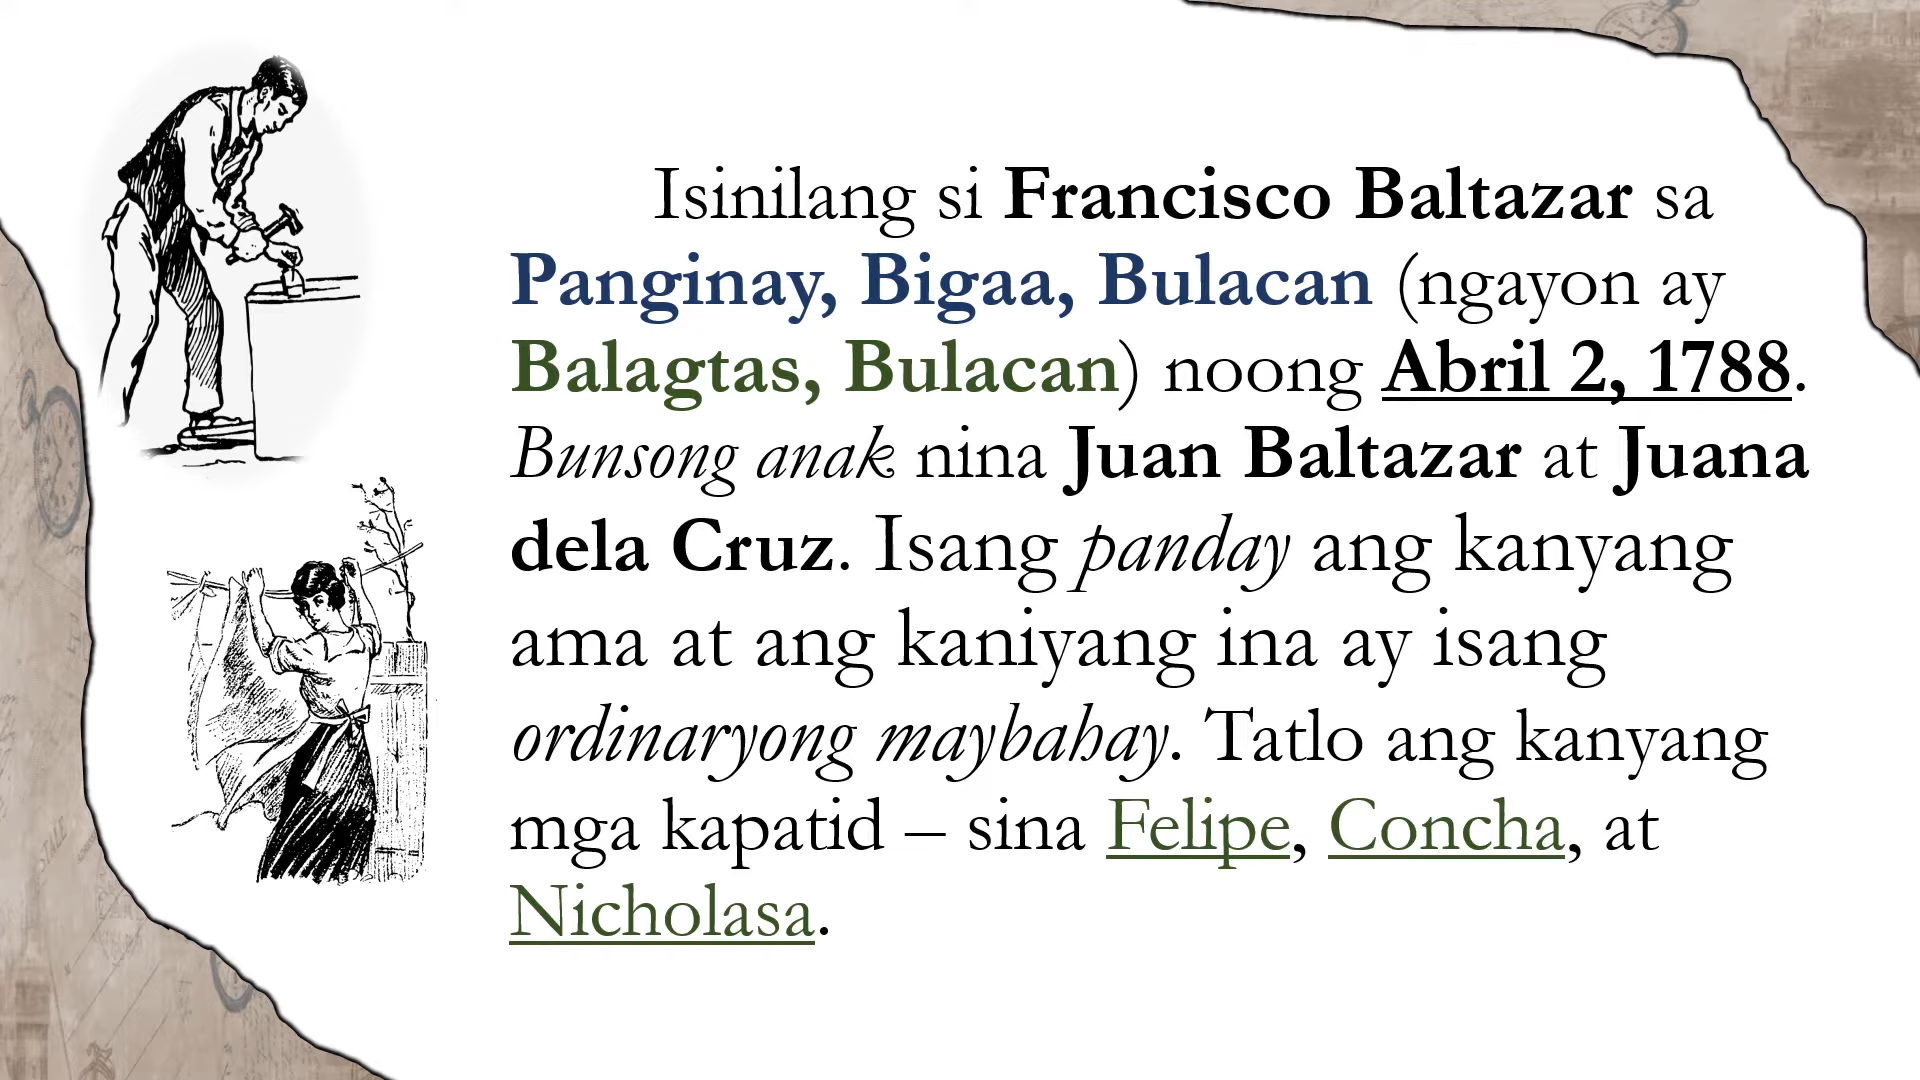 Isinilang si Francisco Baltazar sa
Panginay, Bigaa, Bulacan (ngayon ay
Balagtas, Bulacan) noong Abril 2, 1788.
Bunsong anak nina Juan Baltazar at Juana
dela Cruz. Isang panday ang kanyang
ama at ang kaniyang ina ay isang
ordinaryong maybahay. Tatlo ang kanyang
mga kapatid – sina Felipe, Concha, at
Nicholasa.